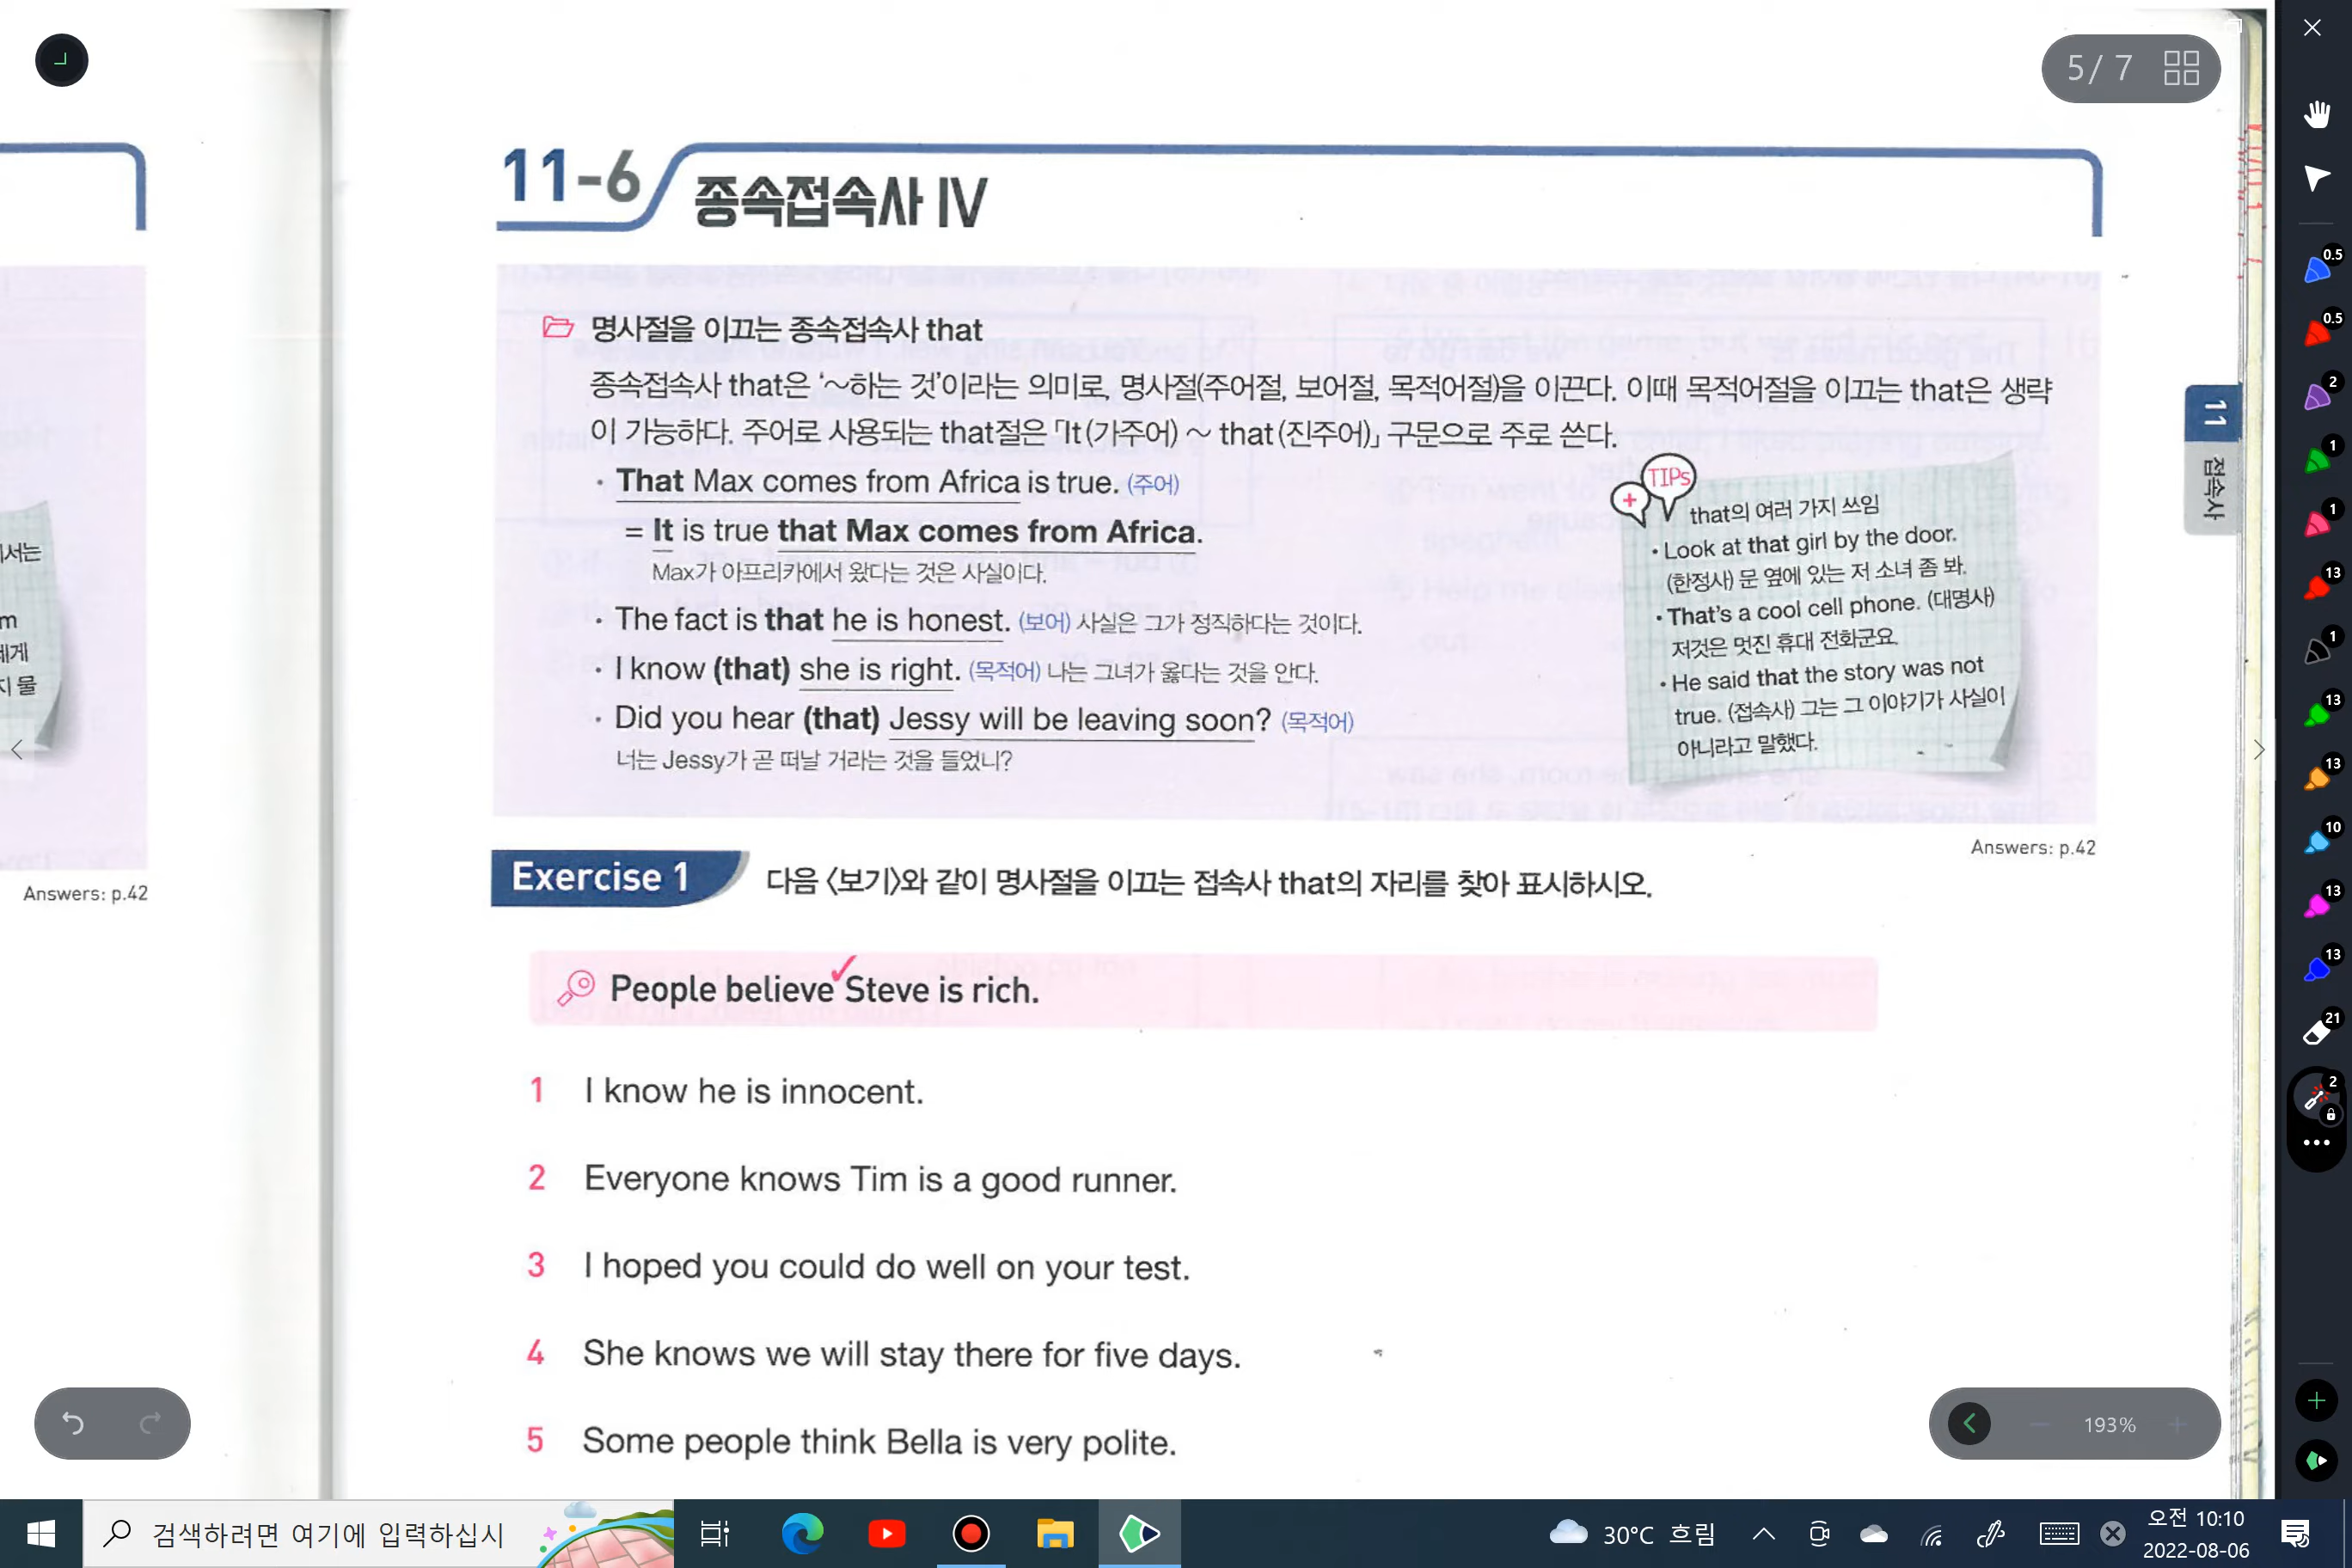 5/ 7
11-6
종속접속사 IV
명사절을 이끄는 종속접속사 that
종속접속사 that은 '~하는 것'이라는 의미로, 명사절(주어절, 보어절, 목적어절)을 이끈다. 이때 목적어절을 이끄는 that은 생략
이 가능하다. 주어로 사용되는 that절은 「It(가주어) ~ that(진주어)」 구문으로 주로 쓴다.
· That Max comes from Africa is true. (주어)
= It is true that Max comes from Africa.
Max가 아프리카에서 왔다는 것은 사실이다.
· The fact is that he is honest. (보어) 사실은 그가 정직하다는 것이다.
· I know (that) she is right. (목적어) 나는 그녀가 옳다는 것을 안다.
· Did you hear (that) Jessy will be leaving soon? (목적어)
너는 Jessy가 곧 떠날 거라는 것을 들었니?
TIPs
that의 여러 가지 쓰임
· Look at that girl by the door.
(한정사) 문 옆에 있는 저 소녀 좀 봐.
· That's a cool cell phone. (대명사)
저것은 멋진 휴대 전화군요.
· He said that the story was not
true. (접속사) 그는 그 이야기가 사실이
아니라고 말했다.
11
접속사
Answers: p.42
Answers: p.42
Exercise 1 다음 〈보기〉와 같이 명사절을 이끄는 접속사 that의 자리를 찾아 표시하시오.
People believe ✓ Steve is rich.
1 I know he is innocent.
2 Everyone knows Tim is a good runner.
3 I hoped you could do well on your test.
4 She knows we will stay there for five days.
5 Some people think Bella is very polite.
0.5
0.5
2
1
1
13
1
13
13
10
13
13
21
2
193%
검색하려면 여기에 입력하십시
30°C 흐림
오전 10:10
2022-08-06